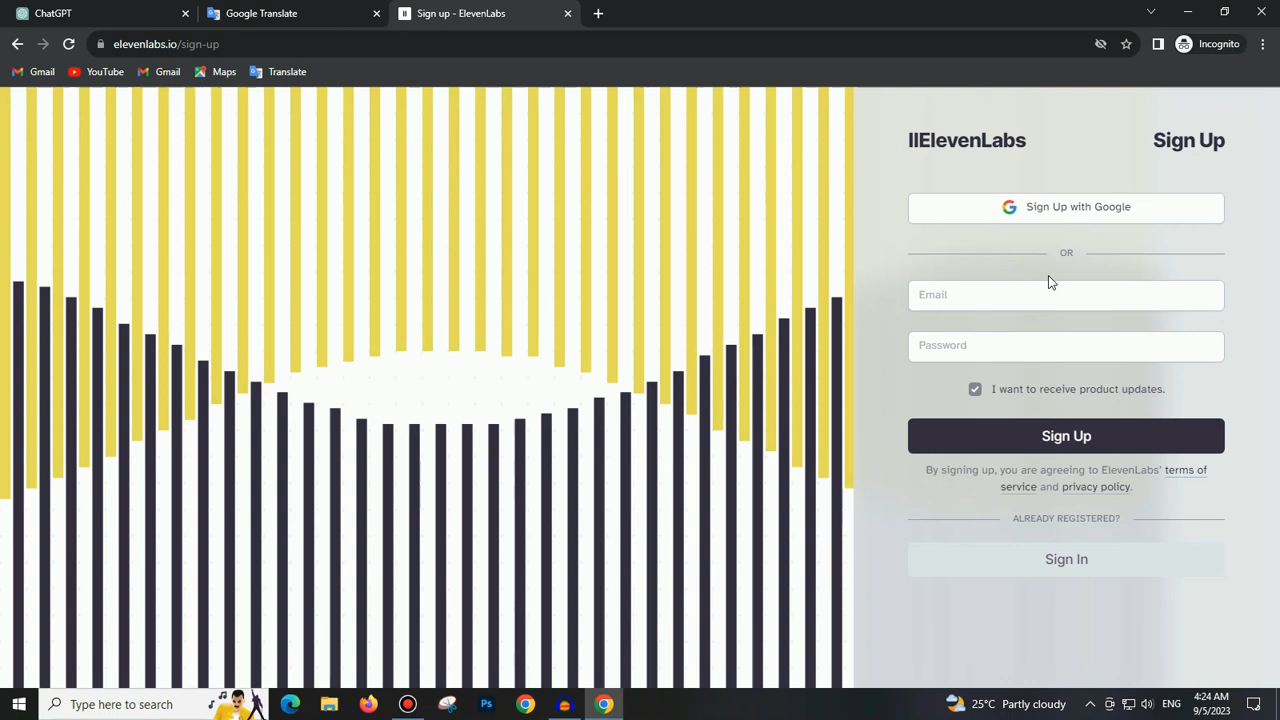 ChatGPT
Google Translate
Sign up - ElevenLabs
elevenlabs.io/sign-up
Incognito
Gmail
YouTube
Gmail
Maps
Translate
IIElevenLabs
Sign Up
Sign Up with Google
OR
Email
Password
I want to receive product updates.
Sign Up
By signing up, you are agreeing to ElevenLabs' terms of
service and privacy policy.
ALREADY REGISTERED?
Sign In
Type here to search
Ps
25°C Partly cloudy
ENG
4:24 AM
9/5/2023